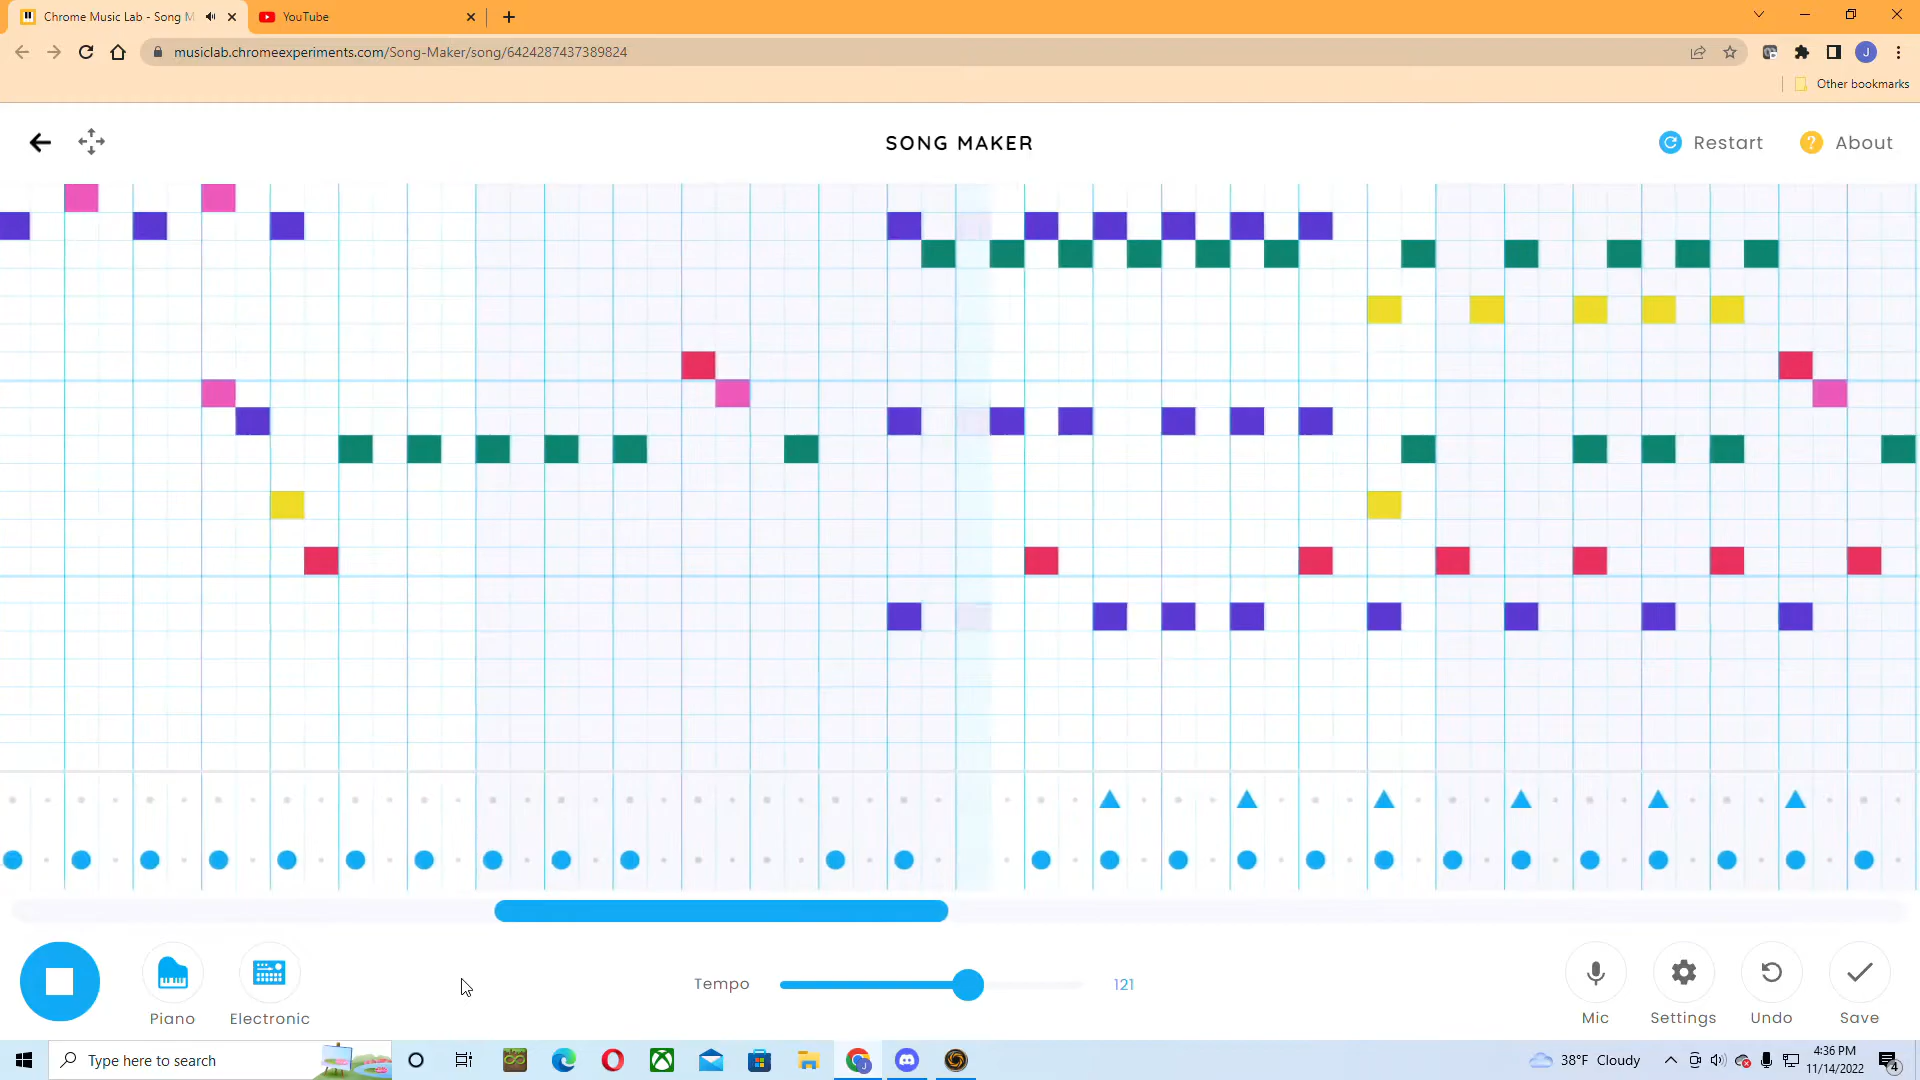 Chrome Music Lab - Song M
YouTube
musiclab.chromeexperiments.com/Song-Maker/song/6424287437389824
J
Other bookmarks
SONG MAKER
Restart
? About
Tempo
121
Piano
Electronic
Mic
Settings
Undo
Save
Type here to search
38°F Cloudy
4:36 PM
11/14/2022
4